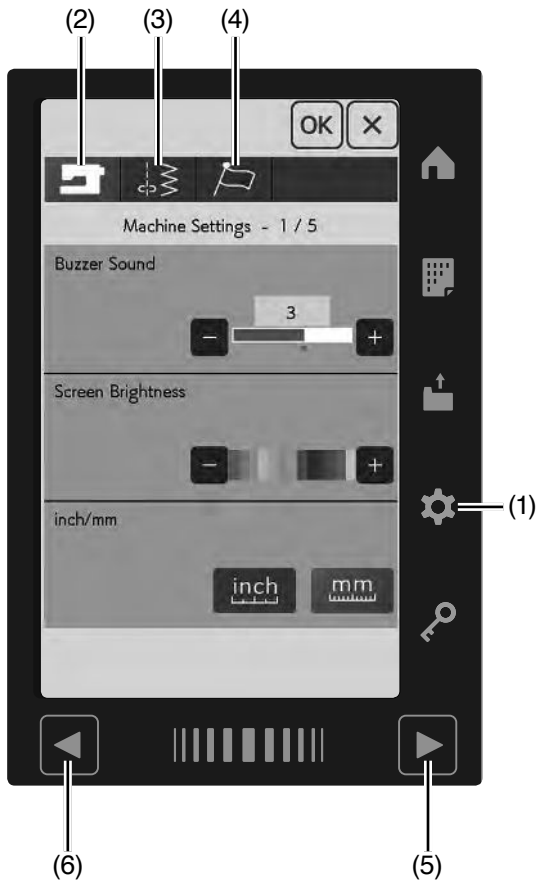 (2) (3) (4)
OK ×
Machine Settings - 1 / 5
Buzzer Sound
3
− +
Screen Brightness
− +
(1)
inch/mm
inch mm
(6) (5)